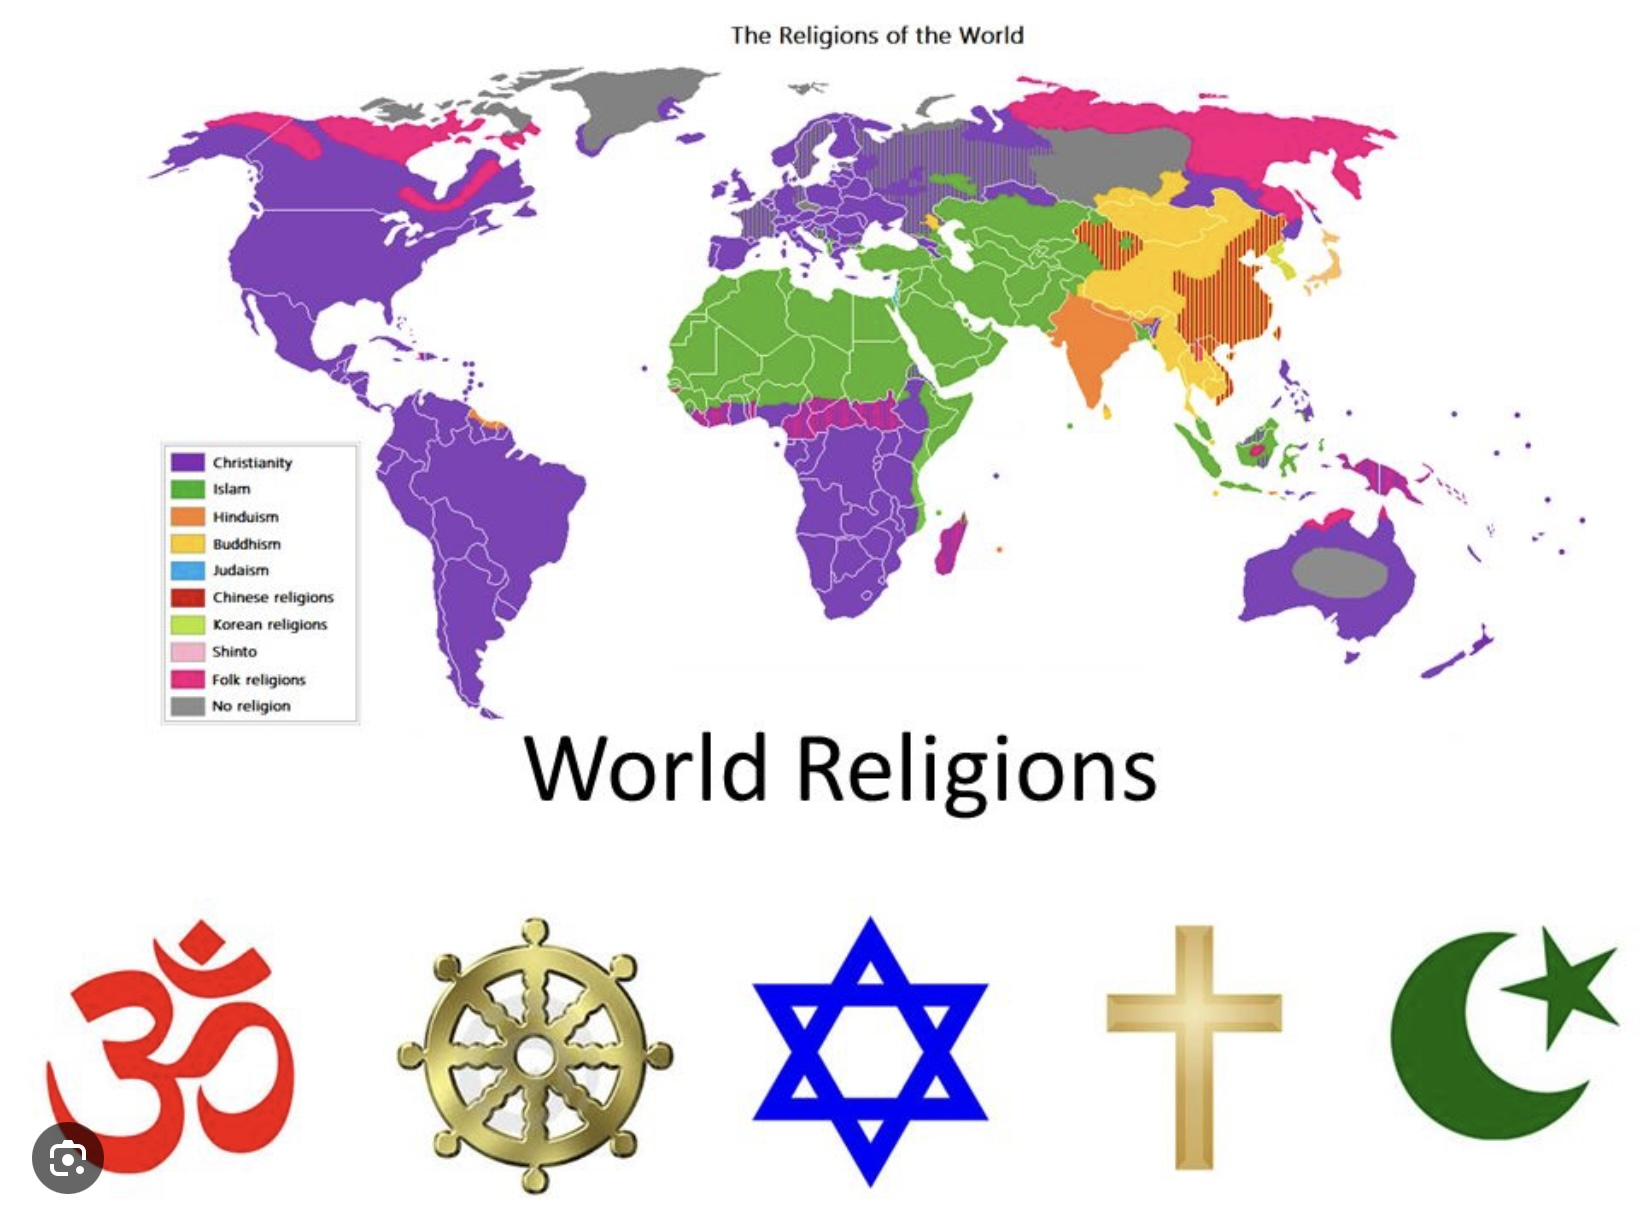 The Religions of the World
Christianity
Islam
Hinduism
Buddhism
Judaism
Chinese religions
Korean religions
Shinto
Folk religions
No religion
World Religions
ॐ